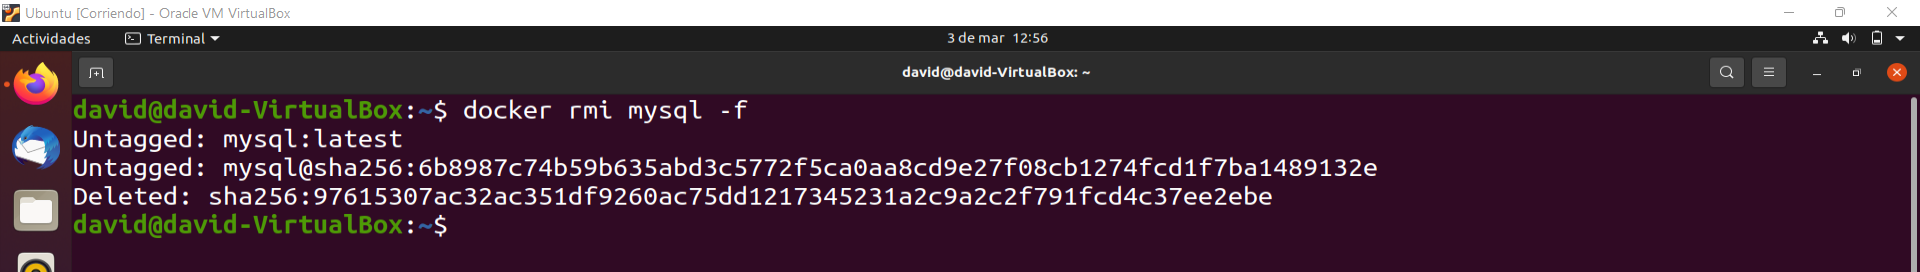 Ubuntu [Corriendo] - Oracle VM VirtualBox
Actividades Terminal 3 de mar 12:56
david@david-VirtualBox: ~
david@david-VirtualBox:~$ docker rmi mysql -f
Untagged: mysql:latest
Untagged: mysql@sha256:6b8987c74b59b635abd3c5772f5ca0aa8cd9e27f08cb1274fcd1f7ba1489132e
Deleted: sha256:97615307ac32ac351df9260ac75dd1217345231a2c9a2c2f791fcd4c37ee2ebe
david@david-VirtualBox:~$